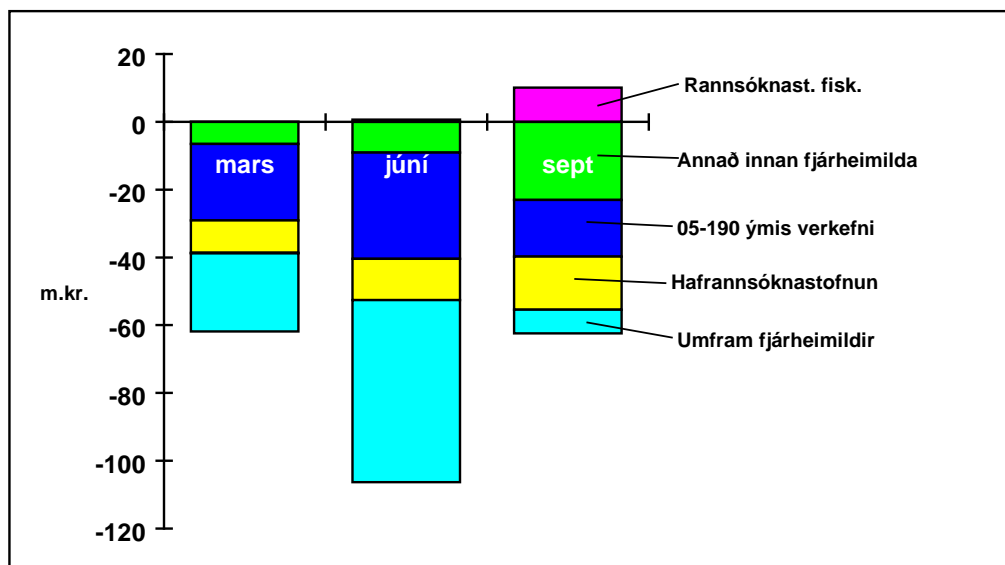 20
0
-20
-40
-60
-80
-100
-120
m.kr.
mars
júní
sept
Rannsóknast. fisk.
Annað innan fjárheimilda
05-190 ýmis verkefni
Hafrannsóknastofnun
Umfram fjárheimildir